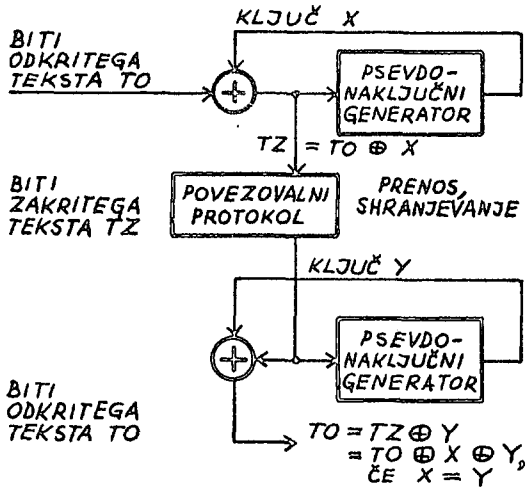 KLJUČ X
BITI
ODKRITEGA
TEKSTA TO
PSEVDO-
NAKLJUČNI
GENERATOR
TZ = TO ⊕ X
BITI
ZAKRITEGA
TEKSTA TZ
POVEZOVALNI
PROTOKOL
PRENOS,
SHRANJEVANJE
KLJUČ Y
PSEVDO-
NAKLJUČNI
GENERATOR
BITI
ODKRITEGA
TEKSTA TO
TO = TZ ⊕ Y
= TO ⊕ X ⊕ Y,
ČE X = Y